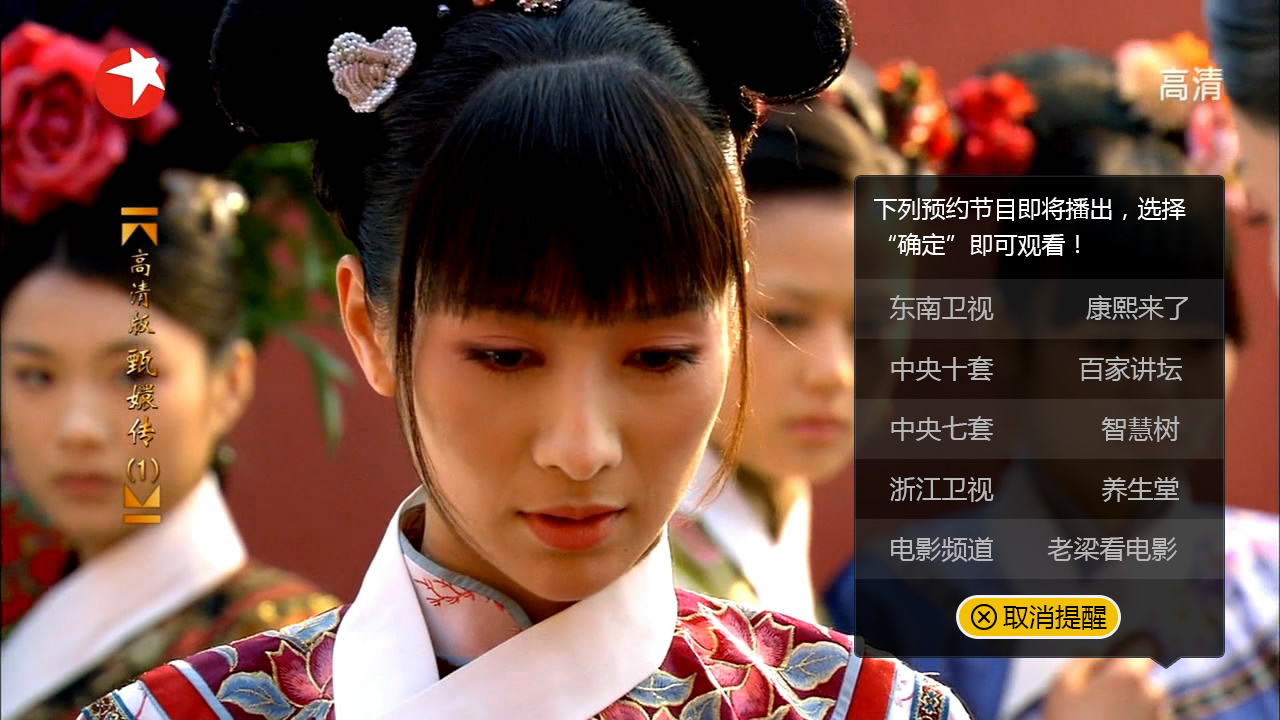 高清
高清版甄嬛传(1)
下列预约节目即将播出，选择
“确定”即可观看！
东南卫视 康熙来了
中央十套 百家讲坛
中央七套 智慧树
浙江卫视 养生堂
电影频道 老梁看电影
取消提醒